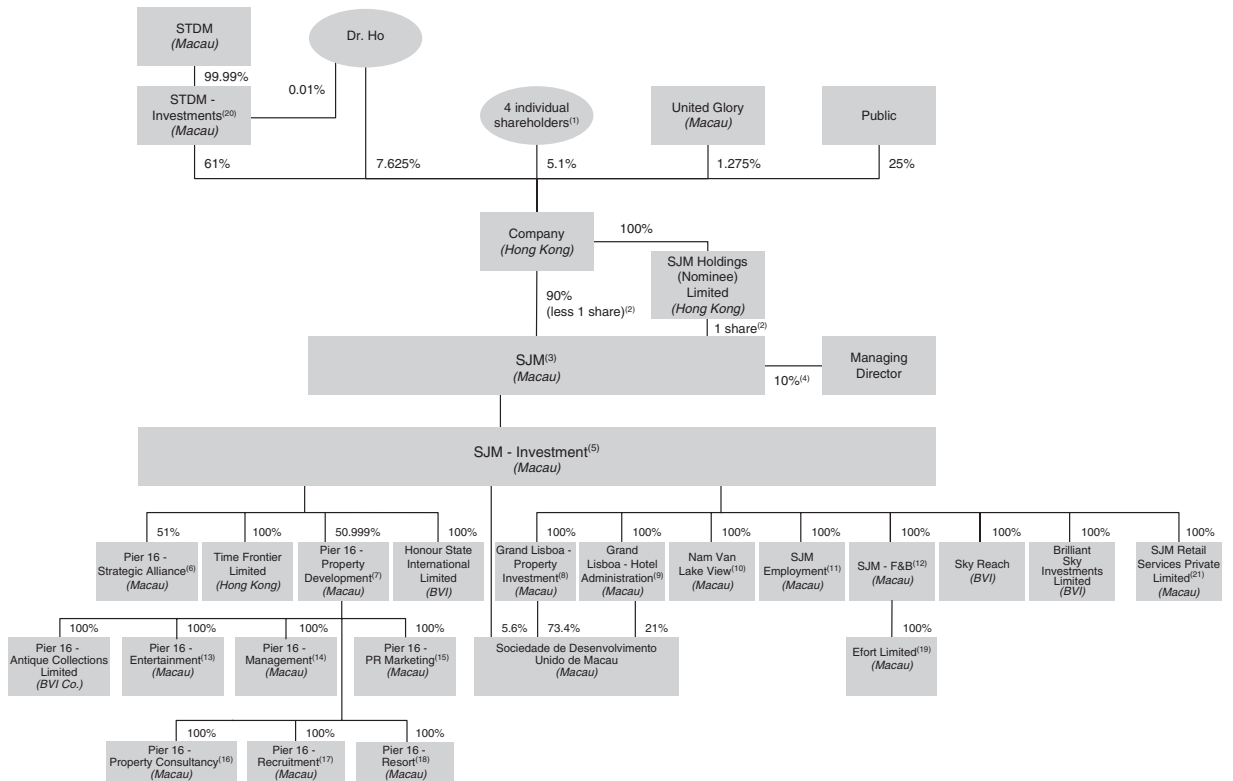 STDM
(Macau)
Dr. Ho
99.99%
0.01%
STDM -
Investments(20)
(Macau)
4 individual
shareholders(1)
United Glory
(Macau)
Public
61%
7.625%
5.1%
1.275%
25%
Company
(Hong Kong)
100%
SJM Holdings
(Nominee)
Limited
(Hong Kong)
90%
(less 1 share)(2)
1 share(2)
SJM(3)
(Macau)
10%(4)
Managing
Director
SJM - Investment(5)
(Macau)
51%
100%
50.999%
100%
100%
100%
100%
100%
100%
100%
100%
100%
Pier 16 -
Strategic Alliance(6)
(Macau)
Time Frontier
Limited
(Hong Kong)
Pier 16 -
Property
Development(7)
(Macau)
Honour State
International
Limited
(BVI)
Grand Lisboa -
Property
Investment(8)
(Macau)
Grand
Lisboa - Hotel
Administration(9)
(Macau)
Nam Van
Lake View(10)
(Macau)
SJM
Employment(11)
(Macau)
SJM - F&B(12)
(Macau)
Sky Reach
(BVI)
Brilliant
Sky
Investments
Limited
(BVI)
SJM Retail
Services Private
Limited(21)
(Macau)
100%
100%
100%
100%
5.6%
73.4%
21%
100%
Pier 16 -
Antique Collections
Limited
(BVI Co.)
Pier 16 -
Entertainment(13)
(Macau)
Pier 16 -
Management(14)
(Macau)
Pier 16 -
PR Marketing(15)
(Macau)
Sociedade de Desenvolvimento
Unido de Macau
(Macau)
Efort Limited(19)
(Macau)
100%
100%
100%
Pier 16 -
Property Consultancy(16)
(Macau)
Pier 16 -
Recruitment(17)
(Macau)
Pier 16 -
Resort(18)
(Macau)